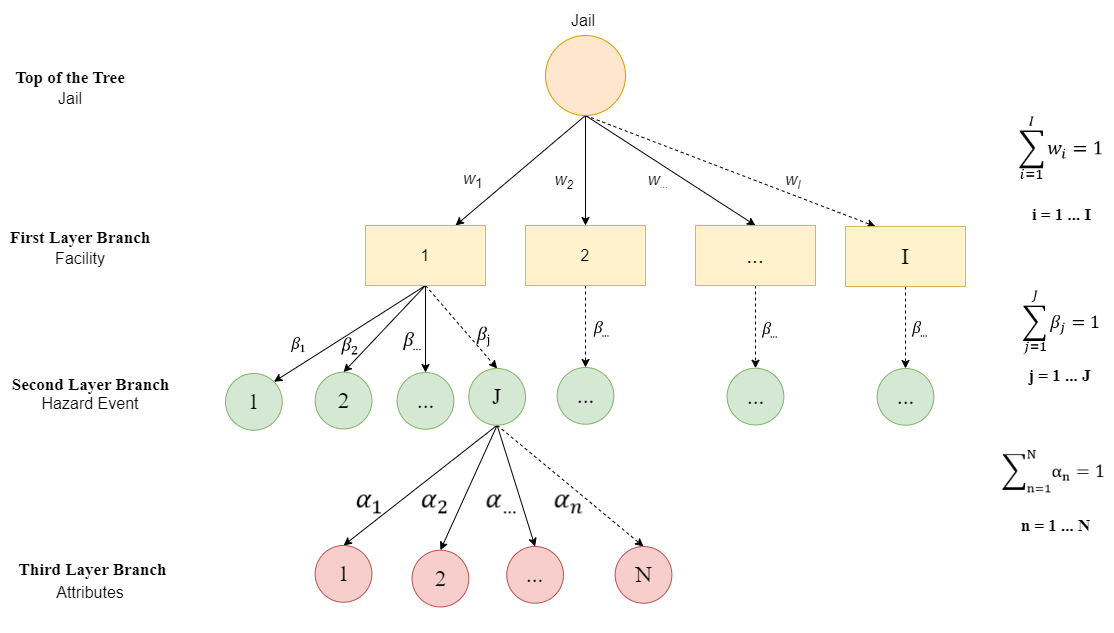 Jail
Top of the Tree
Jail
I
∑ wᵢ = 1
i=1
w₁ w₂ w... w_I
i = 1 ... I
First Layer Branch
Facility
1 2 ... I
J
∑ βⱼ = 1
j=1
β₁ β₂ β... βj β... β... β...
j = 1 ... J
Second Layer Branch
Hazard Event
1 2 ... J ... ... ...
N
∑ αₙ = 1
n=1
α₁ α₂ α... αₙ
n = 1 ... N
Third Layer Branch
Attributes
1 2 ... N